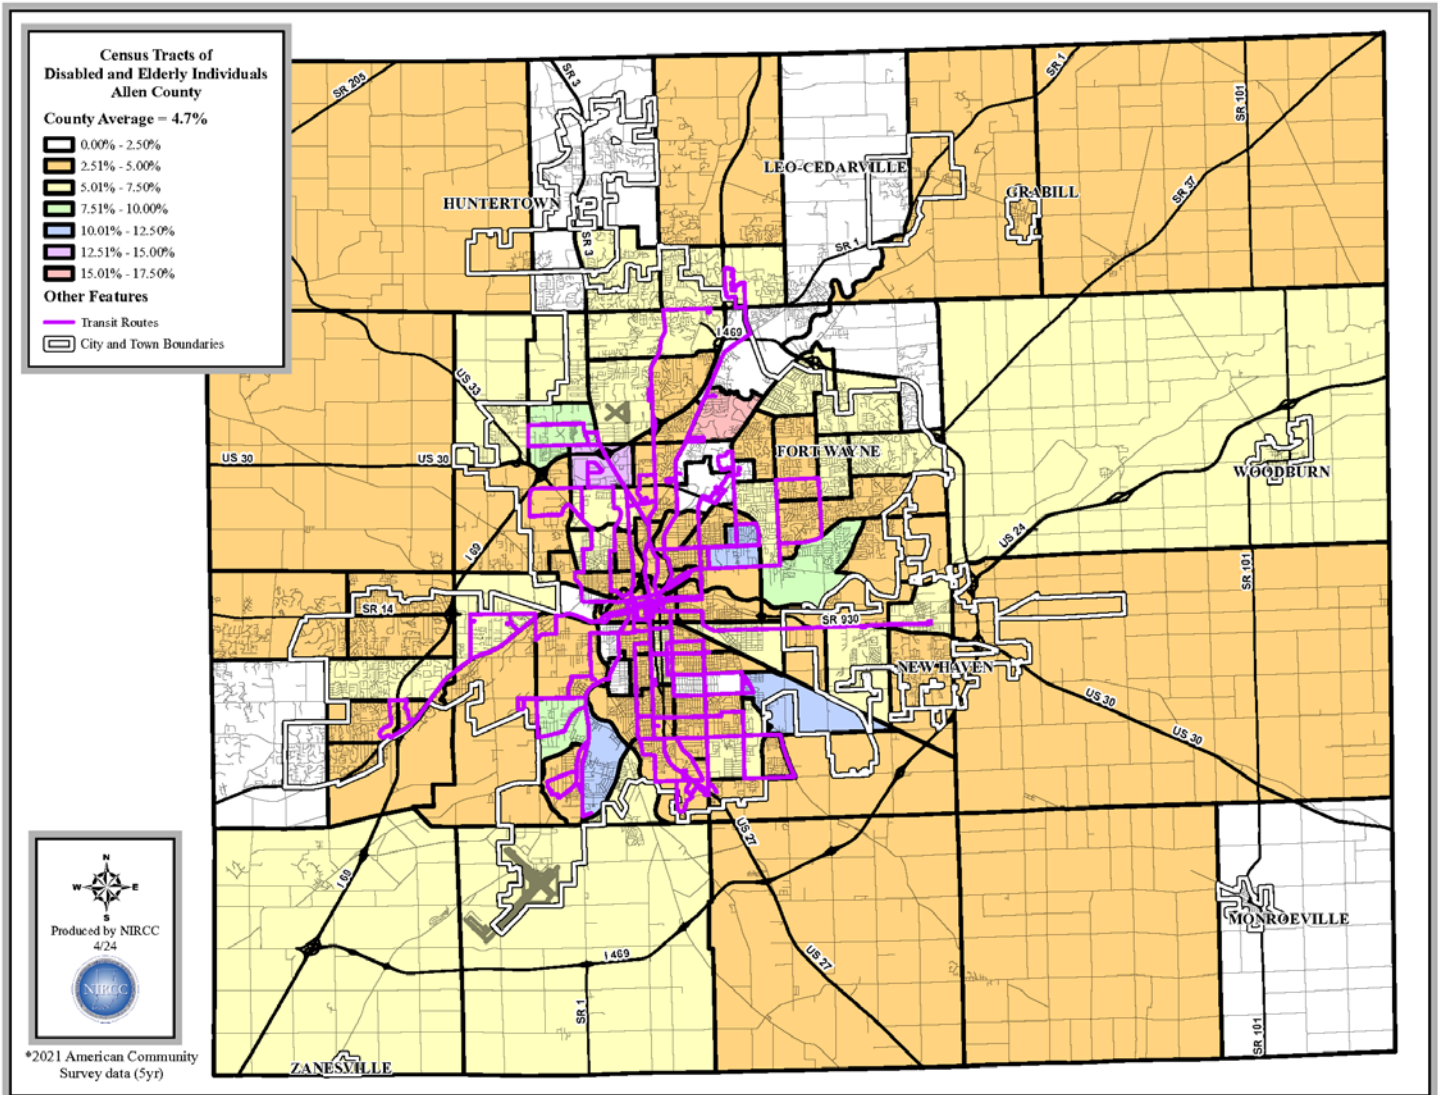 Census Tracts of
Disabled and Elderly Individuals
Allen County
County Average = 4.7%
0.00% - 2.50%
2.51% - 5.00%
5.01% - 7.50%
7.51% - 10.00%
10.01% - 12.50%
12.51% - 15.00%
15.01% - 17.50%
Other Features
Transit Routes
City and Town Boundaries
SR 205
SR 3
SR 1
SR 101
LEO-CEDARVILLE
GRABILL
SR 37
HUNTERTOWN
SR 3
SR 1
I 469
US 33
FORT WAYNE
US 30
US 30
WOODBURN
US 24
I 69
SR 101
SR 14
SR 930
NEW HAVEN
US 30
US 30
US 27
I 69
MONROEVILLE
I 469
US 27
SR 1
SR 101
ZANESVILLE
N
W E
S
Produced by NIRCC
4/24
NIRCC
*2021 American Community
Survey data (5yr)